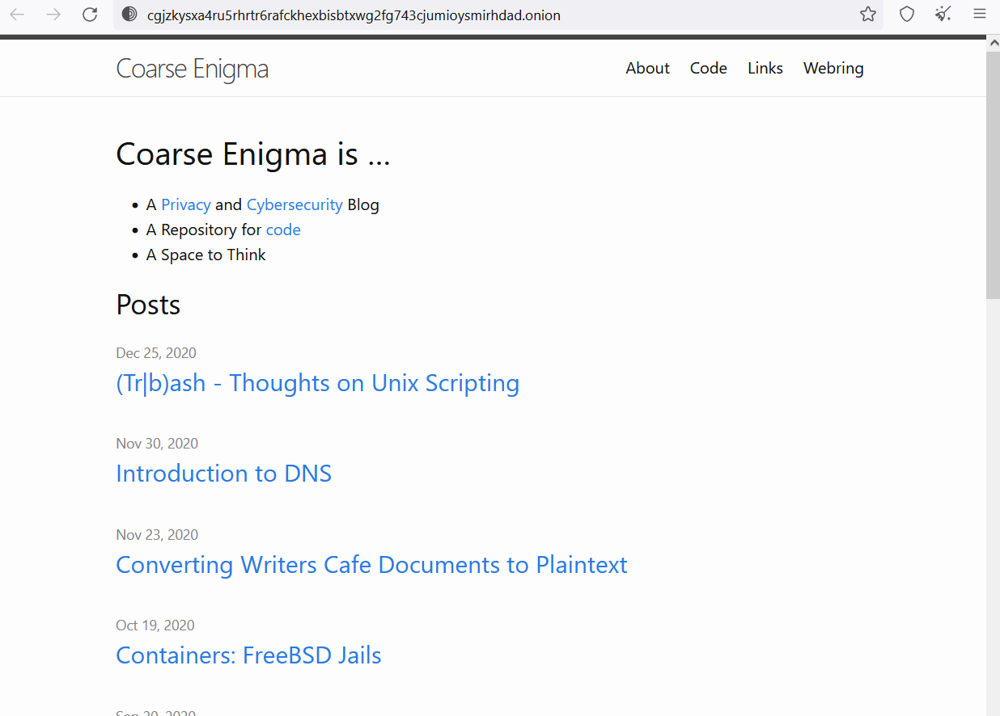 cgjzkysxa4ru5rhrtr6rafckhexbisbtxwg2fg743cjumioysmirhdad.onion
Coarse Enigma About Code Links Webring
Coarse Enigma is ...
• A Privacy and Cybersecurity Blog
• A Repository for code
• A Space to Think
Posts
Dec 25, 2020
(Tr|b)ash - Thoughts on Unix Scripting
Nov 30, 2020
Introduction to DNS
Nov 23, 2020
Converting Writers Cafe Documents to Plaintext
Oct 19, 2020
Containers: FreeBSD Jails